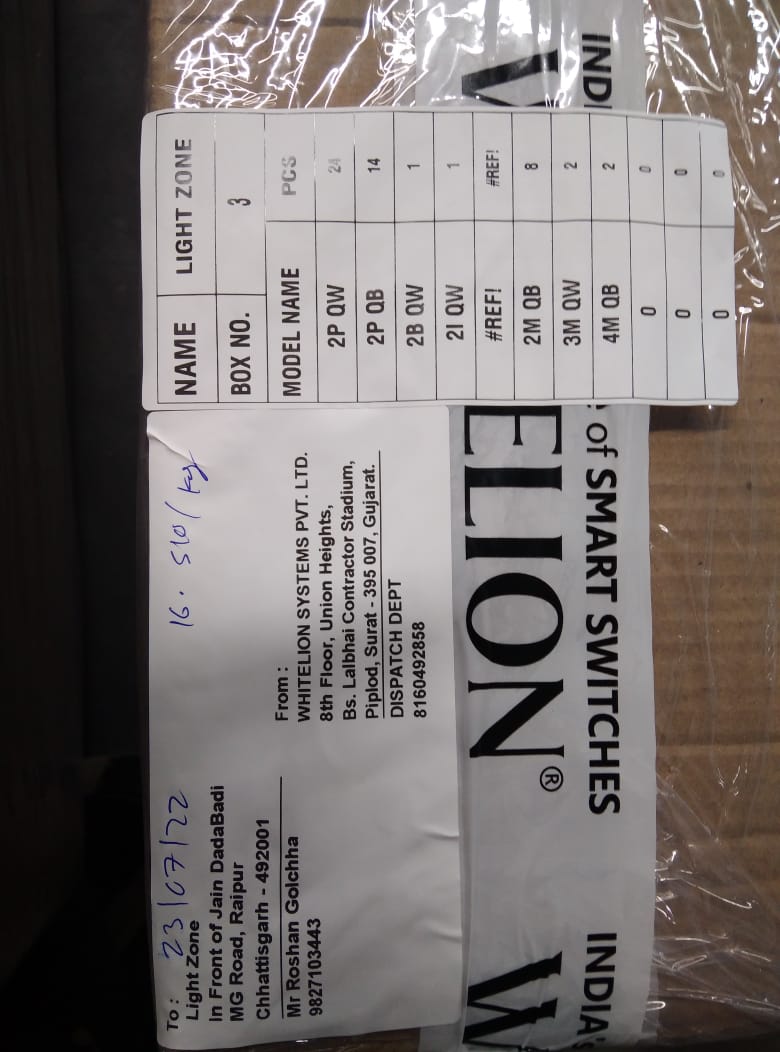 To : 23/07/22
Light Zone
In Front of Jain DadaBadi
MG Road, Raipur
Chhattisgarh - 492001
Mr Roshan Golchha
9827103443
16. 510/ kg
From :
WHITELION SYSTEMS PVT. LTD.
8th Floor, Union Heights,
Bs. Lalbhai Contractor Stadium,
Piplod, Surat - 395 007, Gujarat.
DISPATCH DEPT
8160492858
NAME LIGHT ZONE
BOX NO. 3
MODEL NAME PCS
2P QW 24
2P QB 14
2B QW 1
2I QW 1
#REF! #REF!
2M QB 8
3M QW 2
4M QB 2
0 0
0 0
0 0
W ELION® W
INDIA'S of SMART SWITCHES IND